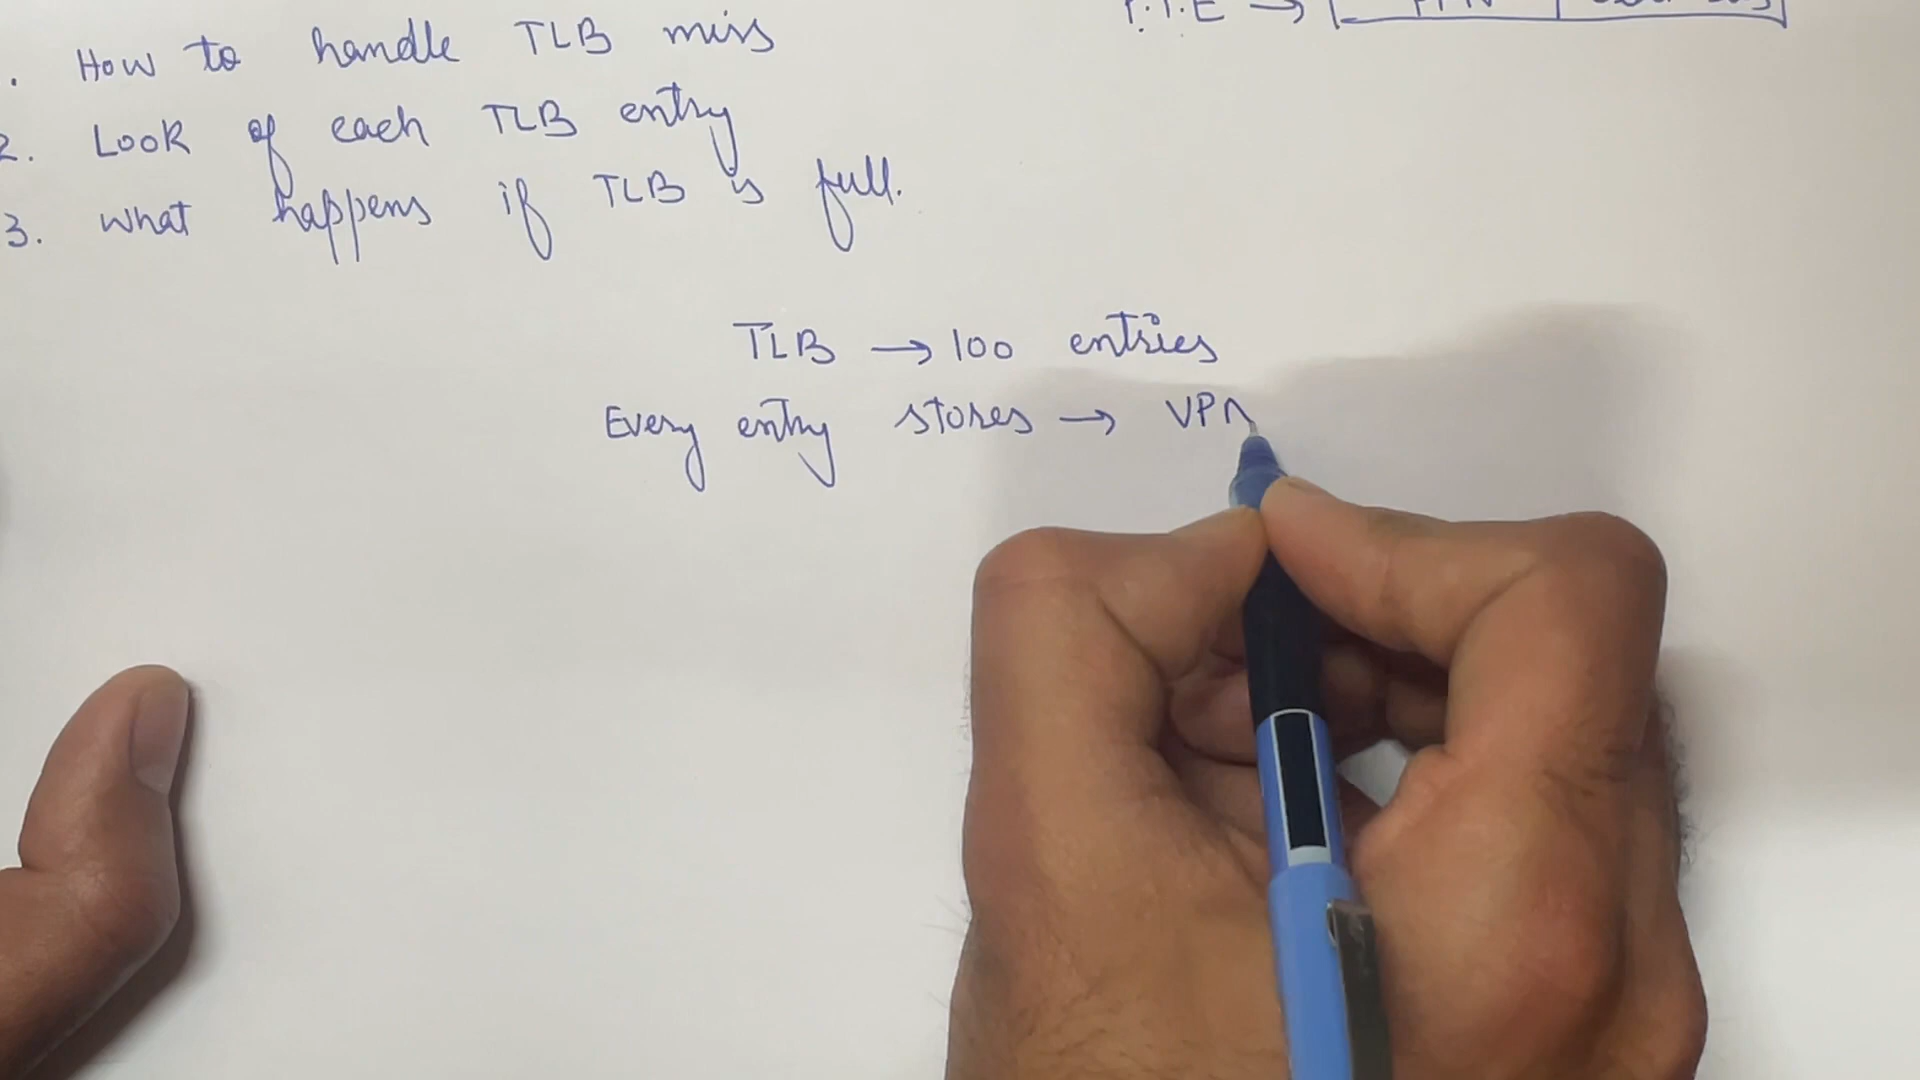 . How to handle TLB miss
2. Look of each TLB entry
3. What happens if TLB is full.
P.T.E →
TLB → 100 entries
Every entry stores → VPN